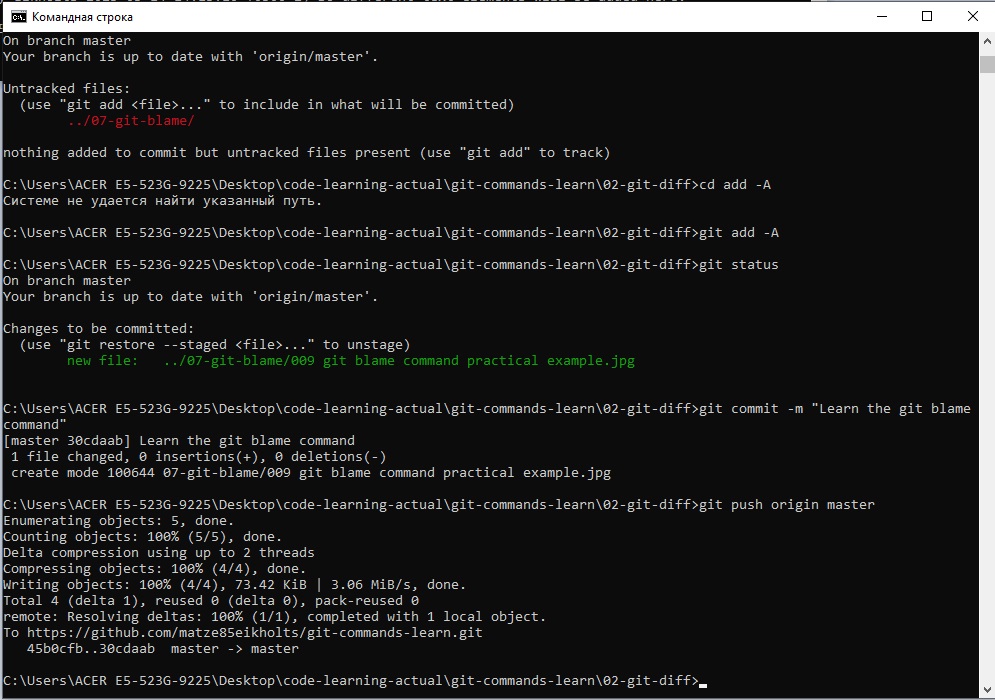 Командная строка
On branch master
Your branch is up to date with 'origin/master'.
Untracked files:
  (use "git add <file>..." to include in what will be committed)
        ../07-git-blame/
nothing added to commit but untracked files present (use "git add" to track)
C:\Users\ACER E5-523G-9225\Desktop\code-learning-actual\git-commands-learn\02-git-diff>cd add -A
Системе не удается найти указанный путь.
C:\Users\ACER E5-523G-9225\Desktop\code-learning-actual\git-commands-learn\02-git-diff>git add -A
C:\Users\ACER E5-523G-9225\Desktop\code-learning-actual\git-commands-learn\02-git-diff>git status
On branch master
Your branch is up to date with 'origin/master'.
Changes to be committed:
  (use "git restore --staged <file>..." to unstage)
        new file:   ../07-git-blame/009 git blame command practical example.jpg
C:\Users\ACER E5-523G-9225\Desktop\code-learning-actual\git-commands-learn\02-git-diff>git commit -m "Learn the git blame
command"
[master 30cdaab] Learn the git blame command
 1 file changed, 0 insertions(+), 0 deletions(-)
 create mode 100644 07-git-blame/009 git blame command practical example.jpg
C:\Users\ACER E5-523G-9225\Desktop\code-learning-actual\git-commands-learn\02-git-diff>git push origin master
Enumerating objects: 5, done.
Counting objects: 100% (5/5), done.
Delta compression using up to 2 threads
Compressing objects: 100% (4/4), done.
Writing objects: 100% (4/4), 73.42 KiB | 3.06 MiB/s, done.
Total 4 (delta 1), reused 0 (delta 0), pack-reused 0
remote: Resolving deltas: 100% (1/1), completed with 1 local object.
To https://github.com/matze85eikholts/git-commands-learn.git
   45b0cfb..30cdaab  master -> master
C:\Users\ACER E5-523G-9225\Desktop\code-learning-actual\git-commands-learn\02-git-diff>